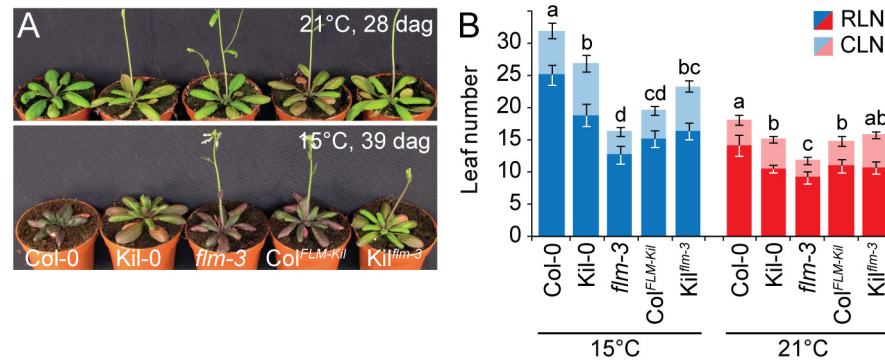 A
21°C, 28 dag
15°C, 39 dag
Col-0 Kil-0 flm-3 Col^FLM-Kil Kil^flm-3
B
RLN
CLN
Leaf number
30
25
20
15
10
5
0
a
b
d
cd
bc
a
b
c
b
ab
Col-0 Kil-0 flm-3 Col^FLM-Kil Kil^flm-3 Col-0 Kil-0 flm-3 Col^FLM-Kil Kil^flm-3
15°C 21°C